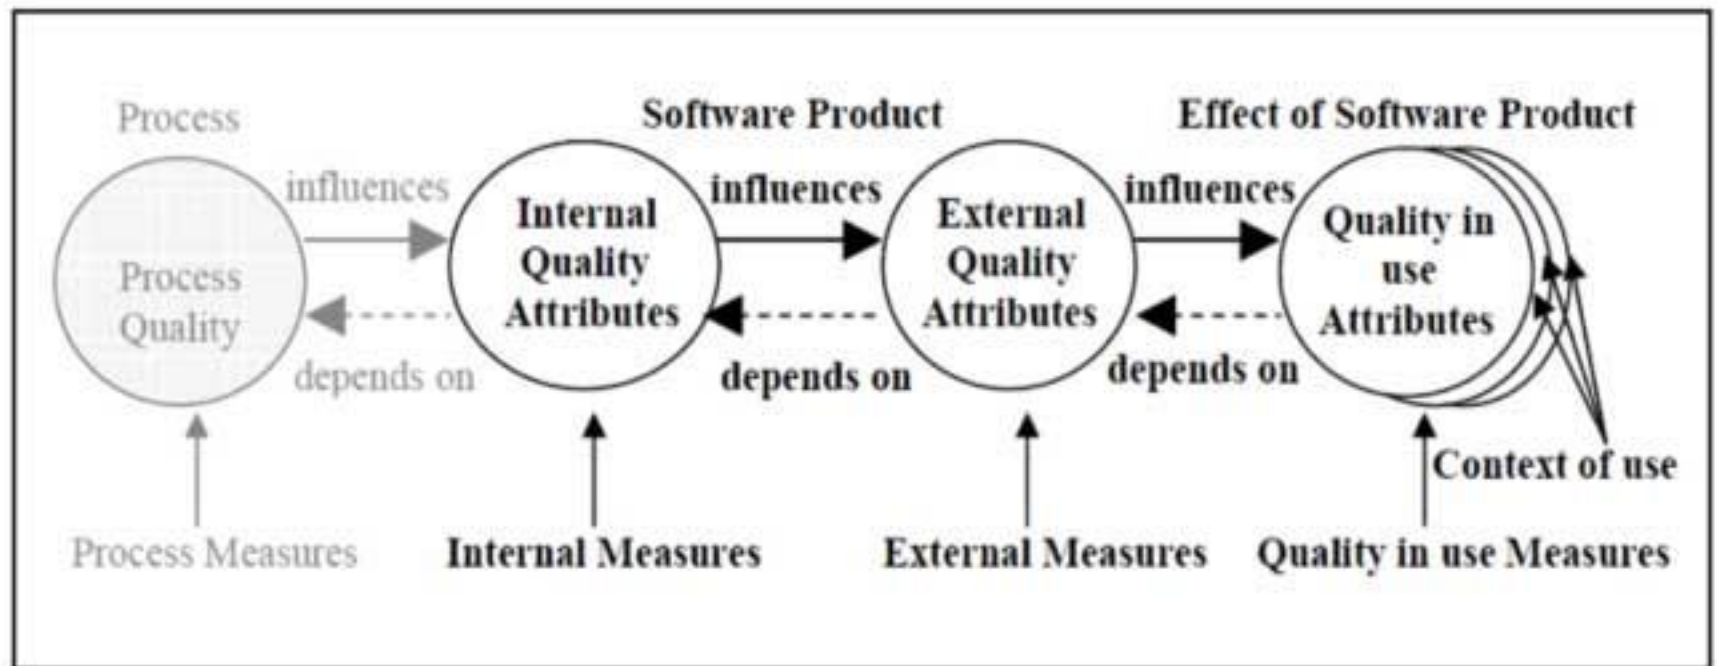 Process
Software Product
Effect of Software Product
influences
influences
influences
Process
Quality
Internal
Quality
Attributes
External
Quality
Attributes
Quality in
use
Attributes
depends on
depends on
depends on
Context of use
Process Measures
Internal Measures
External Measures
Quality in use Measures